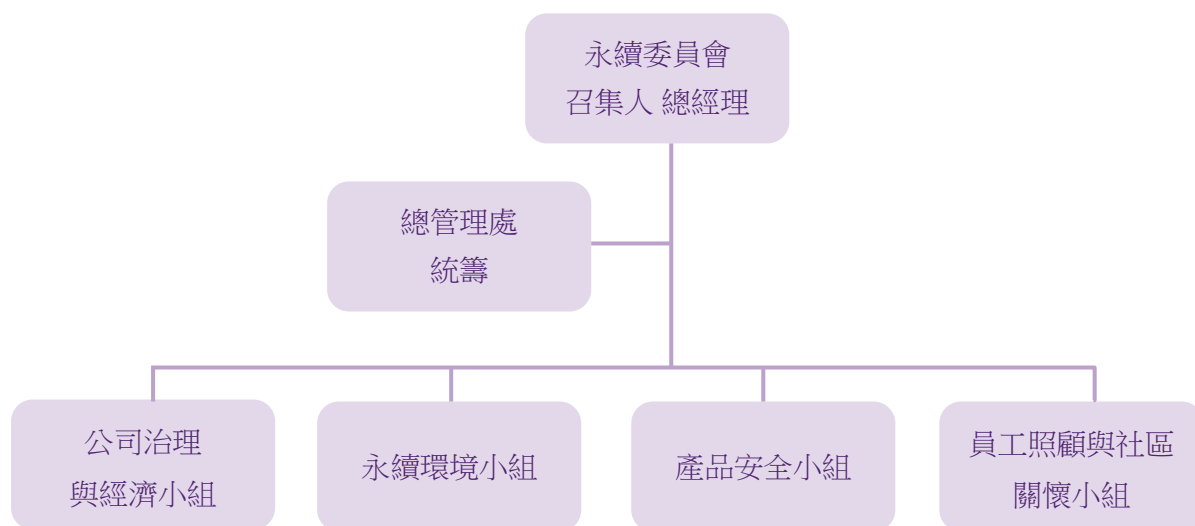 永續委員會
召集人 總經理
總管理處
統籌
公司治理
與經濟小組
永續環境小組
產品安全小組
員工照顧與社區
關懷小組